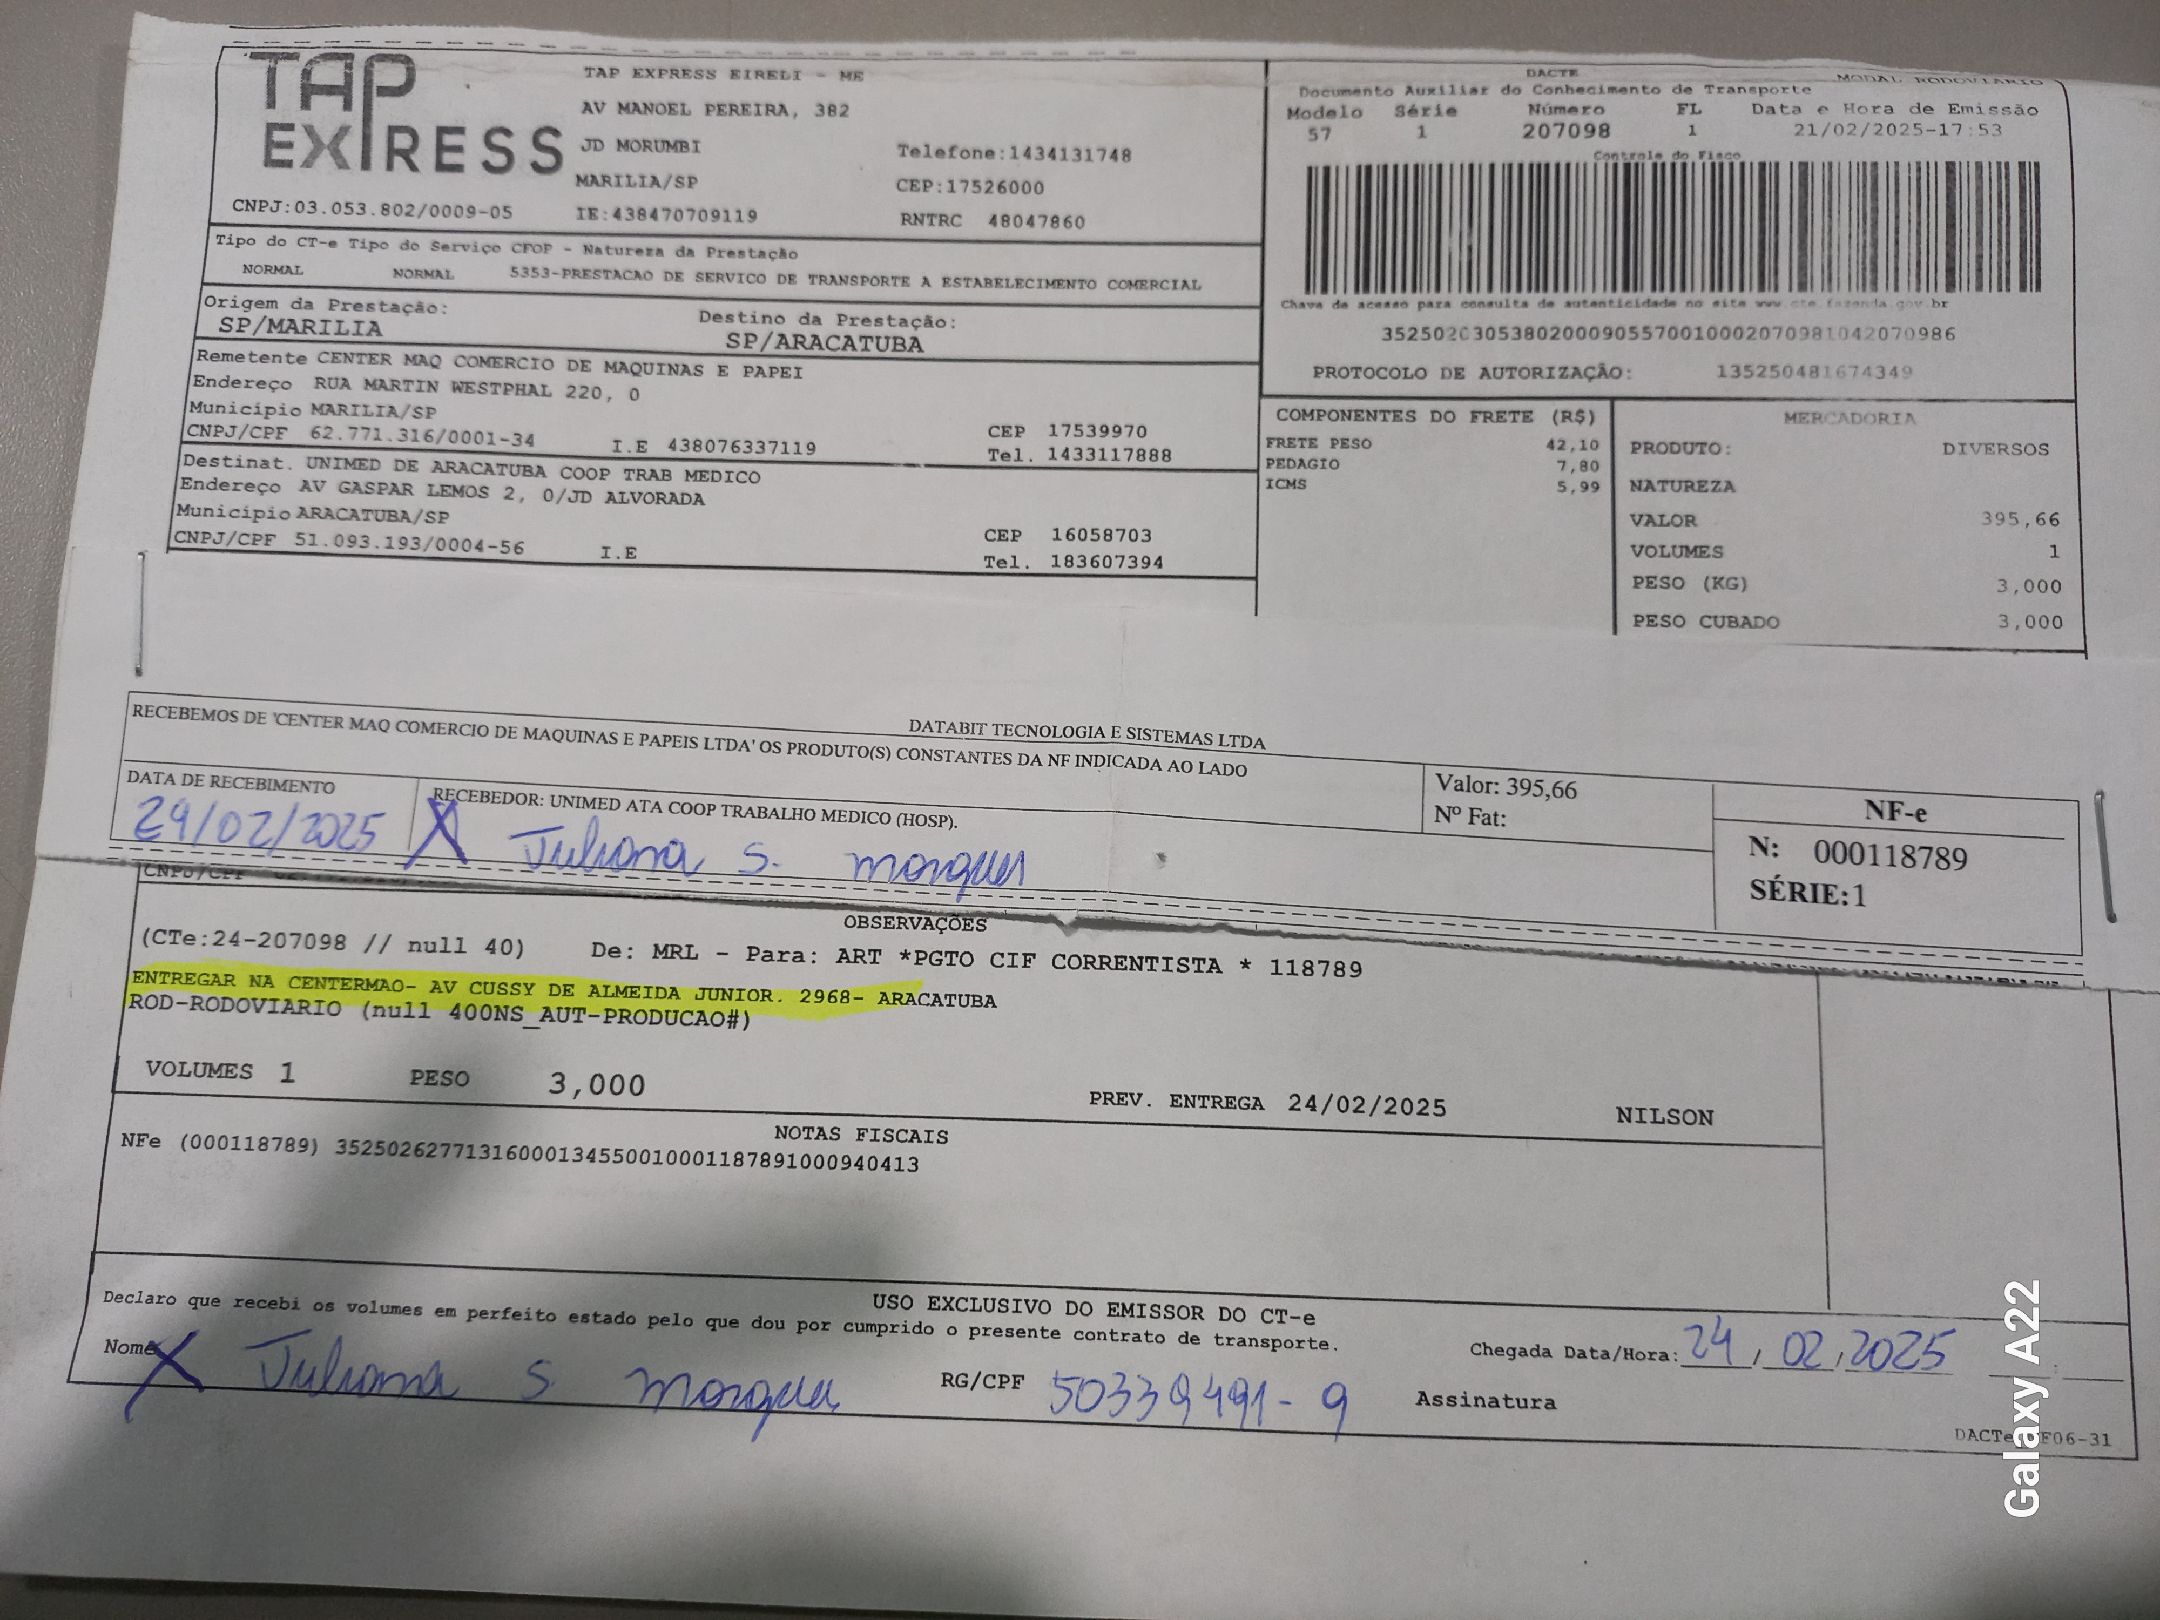 TAP EXPRESS
TAP EXPRESS EIRELI - ME
AV MANOEL PEREIRA, 382
JD MORUMBI Telefone:1434131748
MARILIA/SP CEP:17526000
CNPJ:03.053.802/0009-05 IE:438470709119 RNTRC 48047860
DACTE MODAL RODOVIARIO
Documento Auxiliar do Conhecimento de Transporte
Modelo Série Número FL Data e Hora de Emissão
57 1 207098 1 21/02/2025-17:53
Controle do Fisco
Chave de acesso para consulta de autenticidade no site www.cte.fazenda.gov.br
35250203053802000905570010002070981042070986
PROTOCOLO DE AUTORIZAÇÃO: 135250481674349
Tipo do CT-e Tipo do Serviço CFOP - Natureza da Prestação
NORMAL NORMAL 5353-PRESTACAO DE SERVICO DE TRANSPORTE A ESTABELECIMENTO COMERCIAL
Origem da Prestação: Destino da Prestação:
SP/MARILIA SP/ARACATUBA
Remetente CENTER MAQ COMERCIO DE MAQUINAS E PAPEI
Endereço RUA MARTIN WESTPHAL 220, 0
Município MARILIA/SP CEP 17539970
CNPJ/CPF 62.771.316/0001-34 I.E 438076337119 Tel. 1433117888
Destinat. UNIMED DE ARACATUBA COOP TRAB MEDICO
Endereço AV GASPAR LEMOS 2, 0/JD ALVORADA
Município ARACATUBA/SP CEP 16058703
CNPJ/CPF 51.093.193/0004-56 I.E Tel. 183607394
COMPONENTES DO FRETE (R$)
FRETE PESO 42,10
PEDAGIO 7,80
ICMS 5,99
MERCADORIA
PRODUTO: DIVERSOS
NATUREZA
VALOR 395,66
VOLUMES 1
PESO (KG) 3,000
PESO CUBADO 3,000
DATABIT TECNOLOGIA E SISTEMAS LTDA
RECEBEMOS DE 'CENTER MAQ COMERCIO DE MAQUINAS E PAPEIS LTDA' OS PRODUTO(S) CONSTANTES DA NF INDICADA AO LADO
DATA DE RECEBIMENTO RECEBEDOR: UNIMED ATA COOP TRABALHO MEDICO (HOSP).
24/02/2025 X Juliana S. Marques
Valor: 395,66
Nº Fat:
NF-e
N: 000118789
SÉRIE:1
CNPJ/CPF
OBSERVAÇÕES
(CTe:24-207098 // null 40) De: MRL - Para: ART *PGTO CIF CORRENTISTA * 118789
ENTREGAR NA CENTERMAO- AV CUSSY DE ALMEIDA JUNIOR. 2968- ARACATUBA
ROD-RODOVIARIO (null 400NS_AUT-PRODUCAO#)
VOLUMES 1 PESO 3,000 PREV. ENTREGA 24/02/2025 NILSON
NOTAS FISCAIS
NFe (000118789) 35250262771316000134550010001187891000940413
USO EXCLUSIVO DO EMISSOR DO CT-e
Declaro que recebi os volumes em perfeito estado pelo que dou por cumprido o presente contrato de transporte.
Nome X Juliana S Marques RG/CPF 50339491-9 Assinatura
Chegada Data/Hora: 24/02/2025
F06-31
Galaxy A22